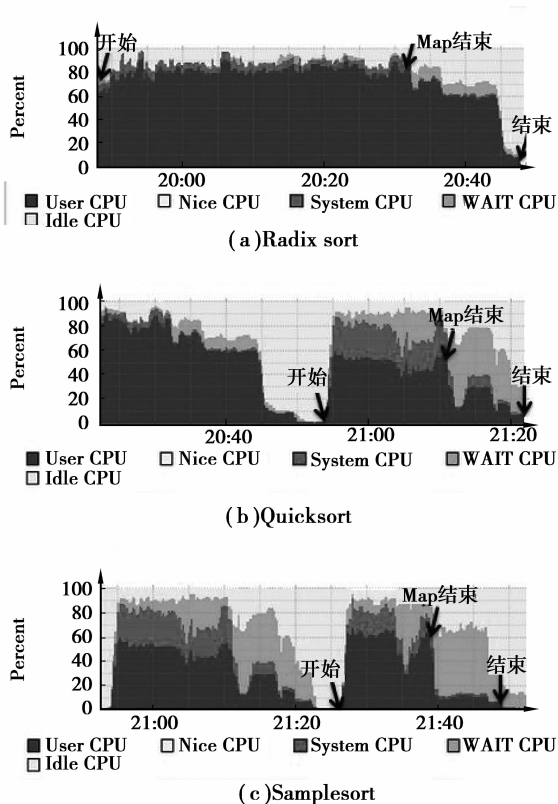 开始
Map结束
结束
100
80
60
40
20
0
Percent
20:00 20:20 20:40
User CPU Nice CPU System CPU WAIT CPU
Idle CPU
(a)Radix sort
100
80
60
40
20
0
Percent
Map结束
开始
结束
20:40 21:00 21:20
User CPU Nice CPU System CPU WAIT CPU
Idle CPU
(b)Quicksort
100
80
60
40
20
0
Percent
Map结束
开始
结束
21:00 21:20 21:40
User CPU Nice CPU System CPU WAIT CPU
Idle CPU
(c)Samplesort